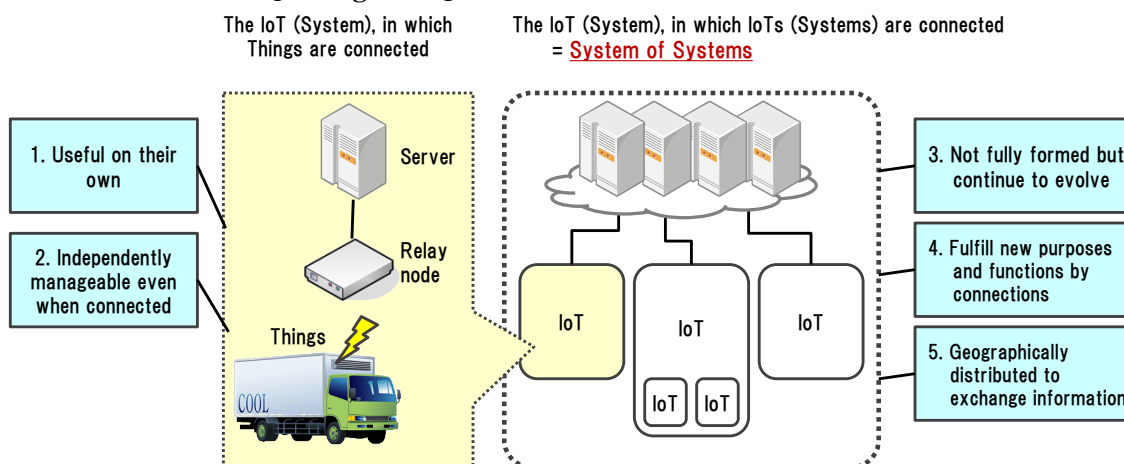 The IoT (System), in which
Things are connected
The IoT (System), in which IoTs (Systems) are connected
= System of Systems
1. Useful on their
own
2. Independently
manageable even
when connected
Server
Relay
node
Things
COOL
IoT
IoT
IoT
IoT
IoT
3. Not fully formed but
continue to evolve
4. Fulfill new purposes
and functions by
connections
5. Geographically
distributed to
exchange information